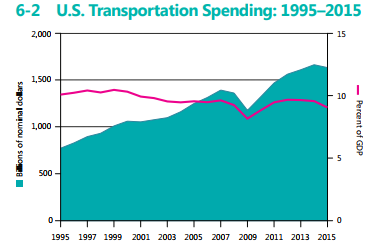 6-2 U.S. Transportation Spending: 1995–2015
2,000
1,500
1,000
500
0
Billions of nominal dollars
15
10
5
0
Percent of GDP
1995 1997 1999 2001 2003 2005 2007 2009 2011 2013 2015